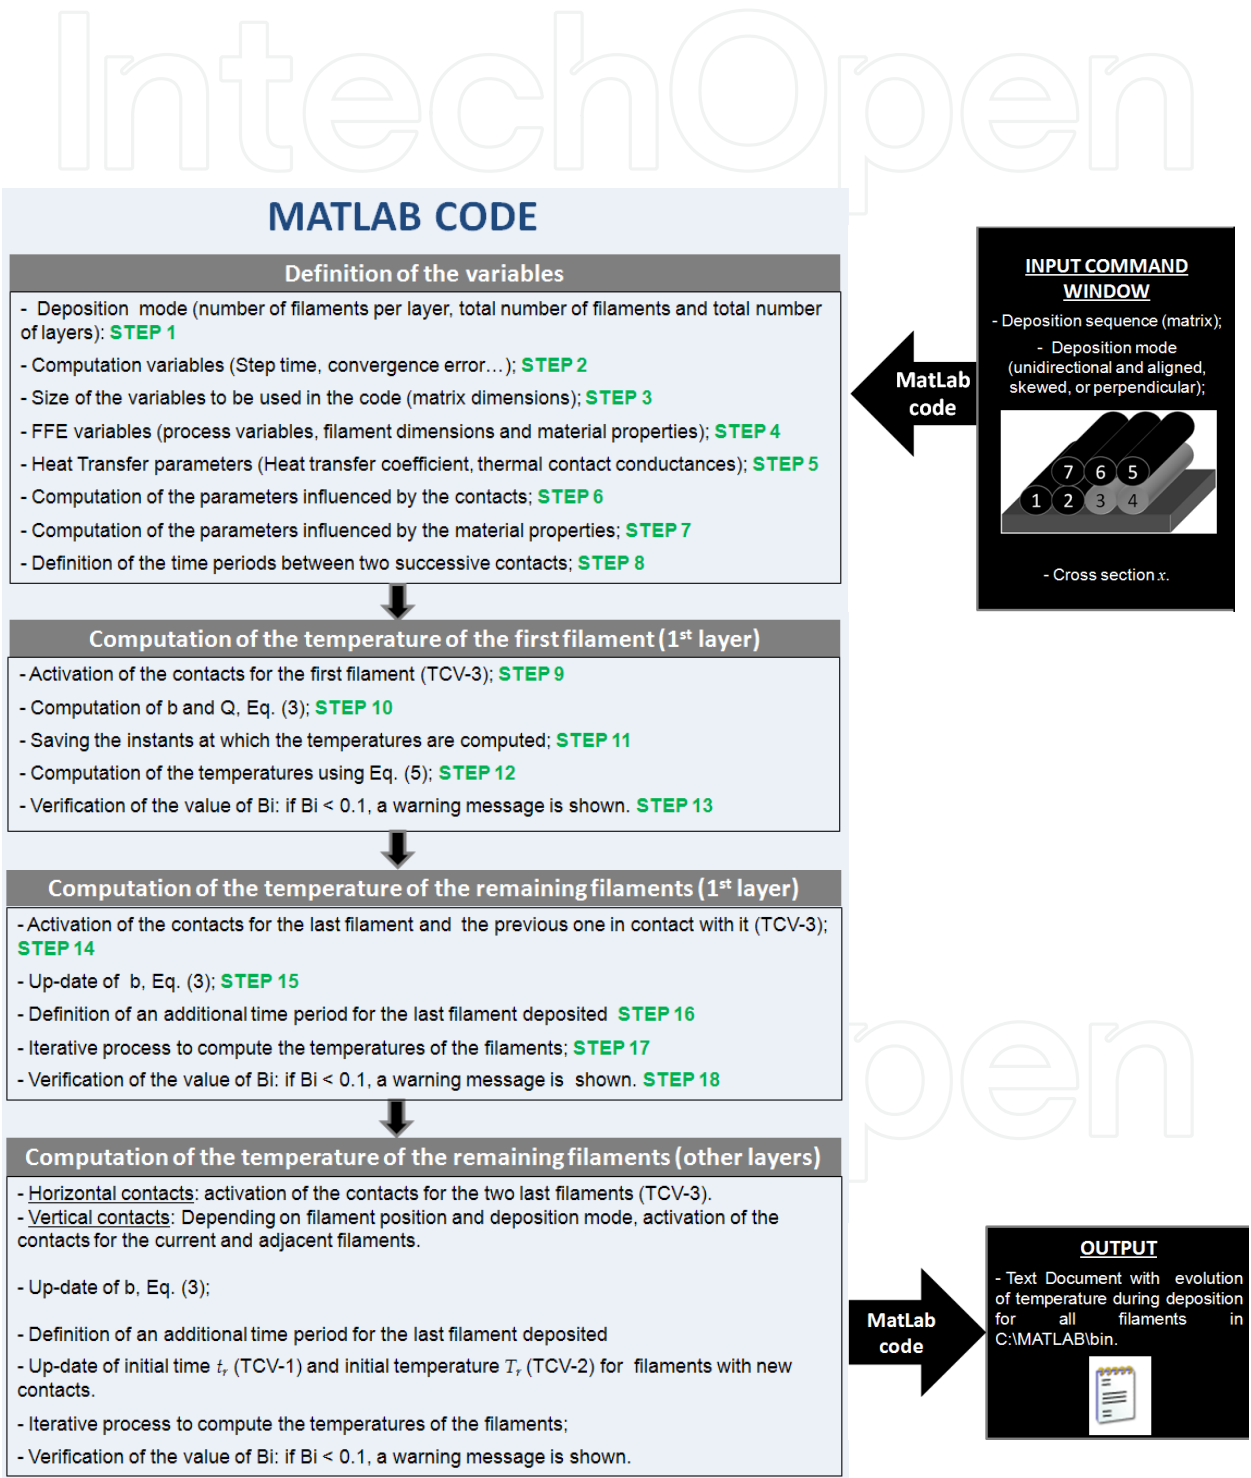 IntechOpen
MATLAB CODE
Definition of the variables
- Deposition mode (number of filaments per layer, total number of filaments and total number
of layers): STEP 1
- Computation variables (Step time, convergence error…); STEP 2
- Size of the variables to be used in the code (matrix dimensions); STEP 3
- FFE variables (process variables, filament dimensions and material properties); STEP 4
- Heat Transfer parameters (Heat transfer coefficient, thermal contact conductances); STEP 5
- Computation of the parameters influenced by the contacts; STEP 6
- Computation of the parameters influenced by the material properties; STEP 7
- Definition of the time periods between two successive contacts; STEP 8
Computation of the temperature of the first filament (1st layer)
- Activation of the contacts for the first filament (TCV-3); STEP 9
- Computation of b and Q, Eq. (3); STEP 10
- Saving the instants at which the temperatures are computed; STEP 11
- Computation of the temperatures using Eq. (5); STEP 12
- Verification of the value of Bi: if Bi < 0.1, a warning message is shown. STEP 13
Computation of the temperature of the remaining filaments (1st layer)
- Activation of the contacts for the last filament and the previous one in contact with it (TCV-3);
STEP 14
- Up-date of b, Eq. (3); STEP 15
- Definition of an additional time period for the last filament deposited STEP 16
- Iterative process to compute the temperatures of the filaments; STEP 17
- Verification of the value of Bi: if Bi < 0.1, a warning message is shown. STEP 18
Computation of the temperature of the remaining filaments (other layers)
- Horizontal contacts: activation of the contacts for the two last filaments (TCV-3).
- Vertical contacts: Depending on filament position and deposition mode, activation of the
contacts for the current and adjacent filaments.
- Up-date of b, Eq. (3);
- Definition of an additional time period for the last filament deposited
- Up-date of initial time tr (TCV-1) and initial temperature Tr (TCV-2) for filaments with new
contacts.
- Iterative process to compute the temperatures of the filaments;
- Verification of the value of Bi: if Bi < 0.1, a warning message is shown.
MatLab
code
INPUT COMMAND
WINDOW
- Deposition sequence (matrix);
- Deposition mode
(unidirectional and aligned,
skewed, or perpendicular);
7 6 5
1 2 3 4
- Cross section x.
MatLab
code
OUTPUT
- Text Document with evolution
of temperature during deposition
for all filaments in
C:\MATLAB\bin.
pen